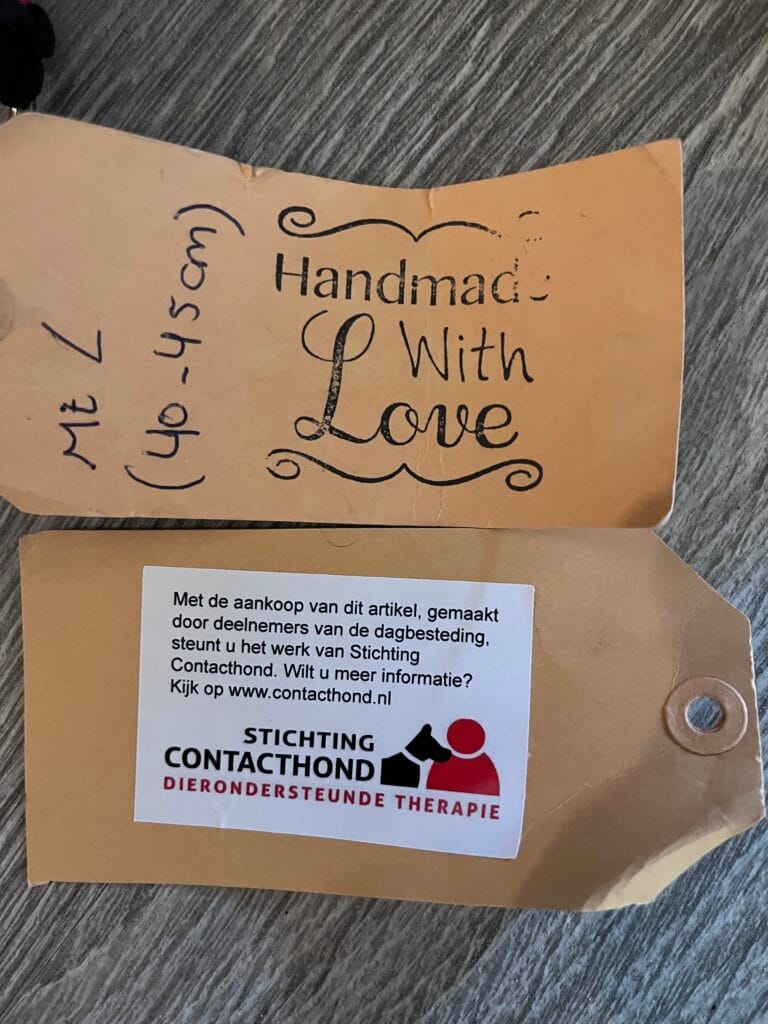 Mt L
(40-45cm)
Handmade
With
Love
Met de aankoop van dit artikel, gemaakt
door deelnemers van de dagbesteding,
steunt u het werk van Stichting
Contacthond. Wilt u meer informatie?
Kijk op www.contacthond.nl
STICHTING
CONTACTHOND
DIERONDERSTEUNDE THERAPIE